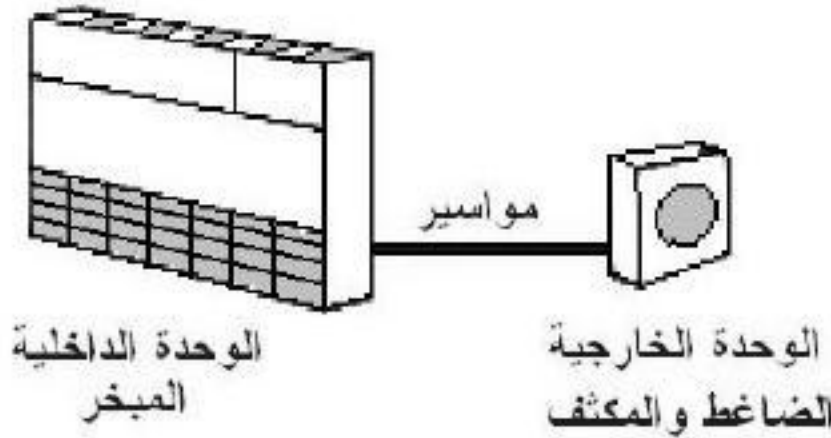 مواسير
الوحدة الخارجية
الضاغط والمكثف
الوحدة الداخلية
المبخر